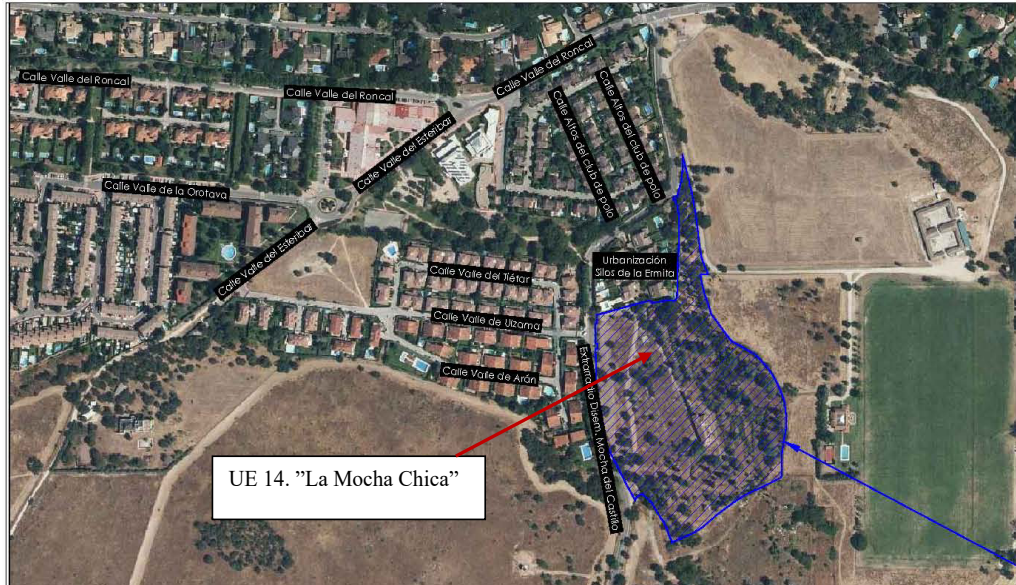 Calle Valle del Roncal
Calle Valle del Roncal
Calle Valle del Roncal
Calle Altos del club de polo
Calle Altos del club de polo
Calle Valle del Esteribar
Calle Valle de la Orotava
Calle Valle del Esteribar
Urbanización
Silos de la Ermita
Calle Valle del Tiétar
Calle Valle de Ulzama
Calle Valle de Arán
Extrarradio Disem. Mocha del Castillo
UE 14. ”La Mocha Chica”